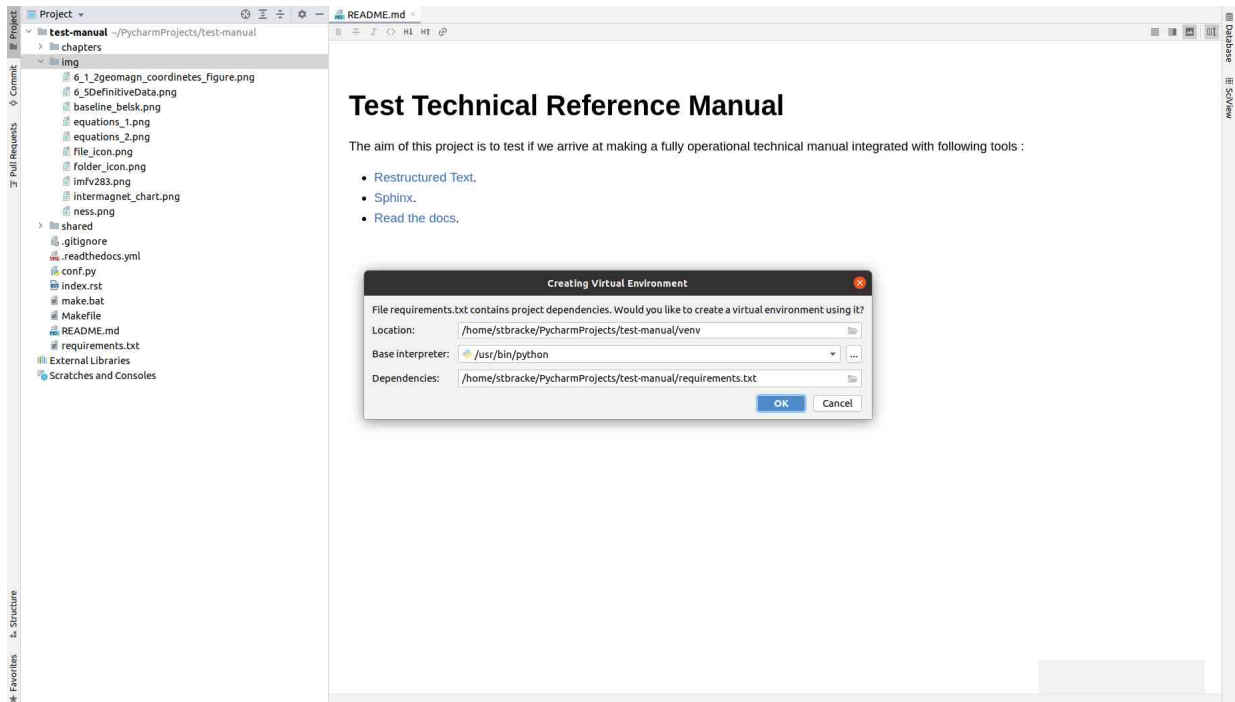 Project
README.md
test-manual ~/PycharmProjects/test-manual
chapters
img
6_1_2geomagn_coordinetes_figure.png
6_5DefinitiveData.png
baseline_belsk.png
equations_1.png
equations_2.png
file_icon.png
folder_icon.png
imfv283.png
intermagnet_chart.png
ness.png
shared
.gitignore
.readthedocs.yml
conf.py
index.rst
make.bat
Makefile
README.md
requirements.txt
External Libraries
Scratches and Consoles
Project
Commit
Pull Requests
Structure
Favorites
B I H↓ H↑
Test Technical Reference Manual
The aim of this project is to test if we arrive at making a fully operational technical manual integrated with following tools :
Restructured Text.
Sphinx.
Read the docs.
Creating Virtual Environment
File requirements.txt contains project dependencies. Would you like to create a virtual environment using it?
Location: /home/stbracke/PycharmProjects/test-manual/venv
Base interpreter: /usr/bin/python ...
Dependencies: /home/stbracke/PycharmProjects/test-manual/requirements.txt
OK Cancel
Database
SciView